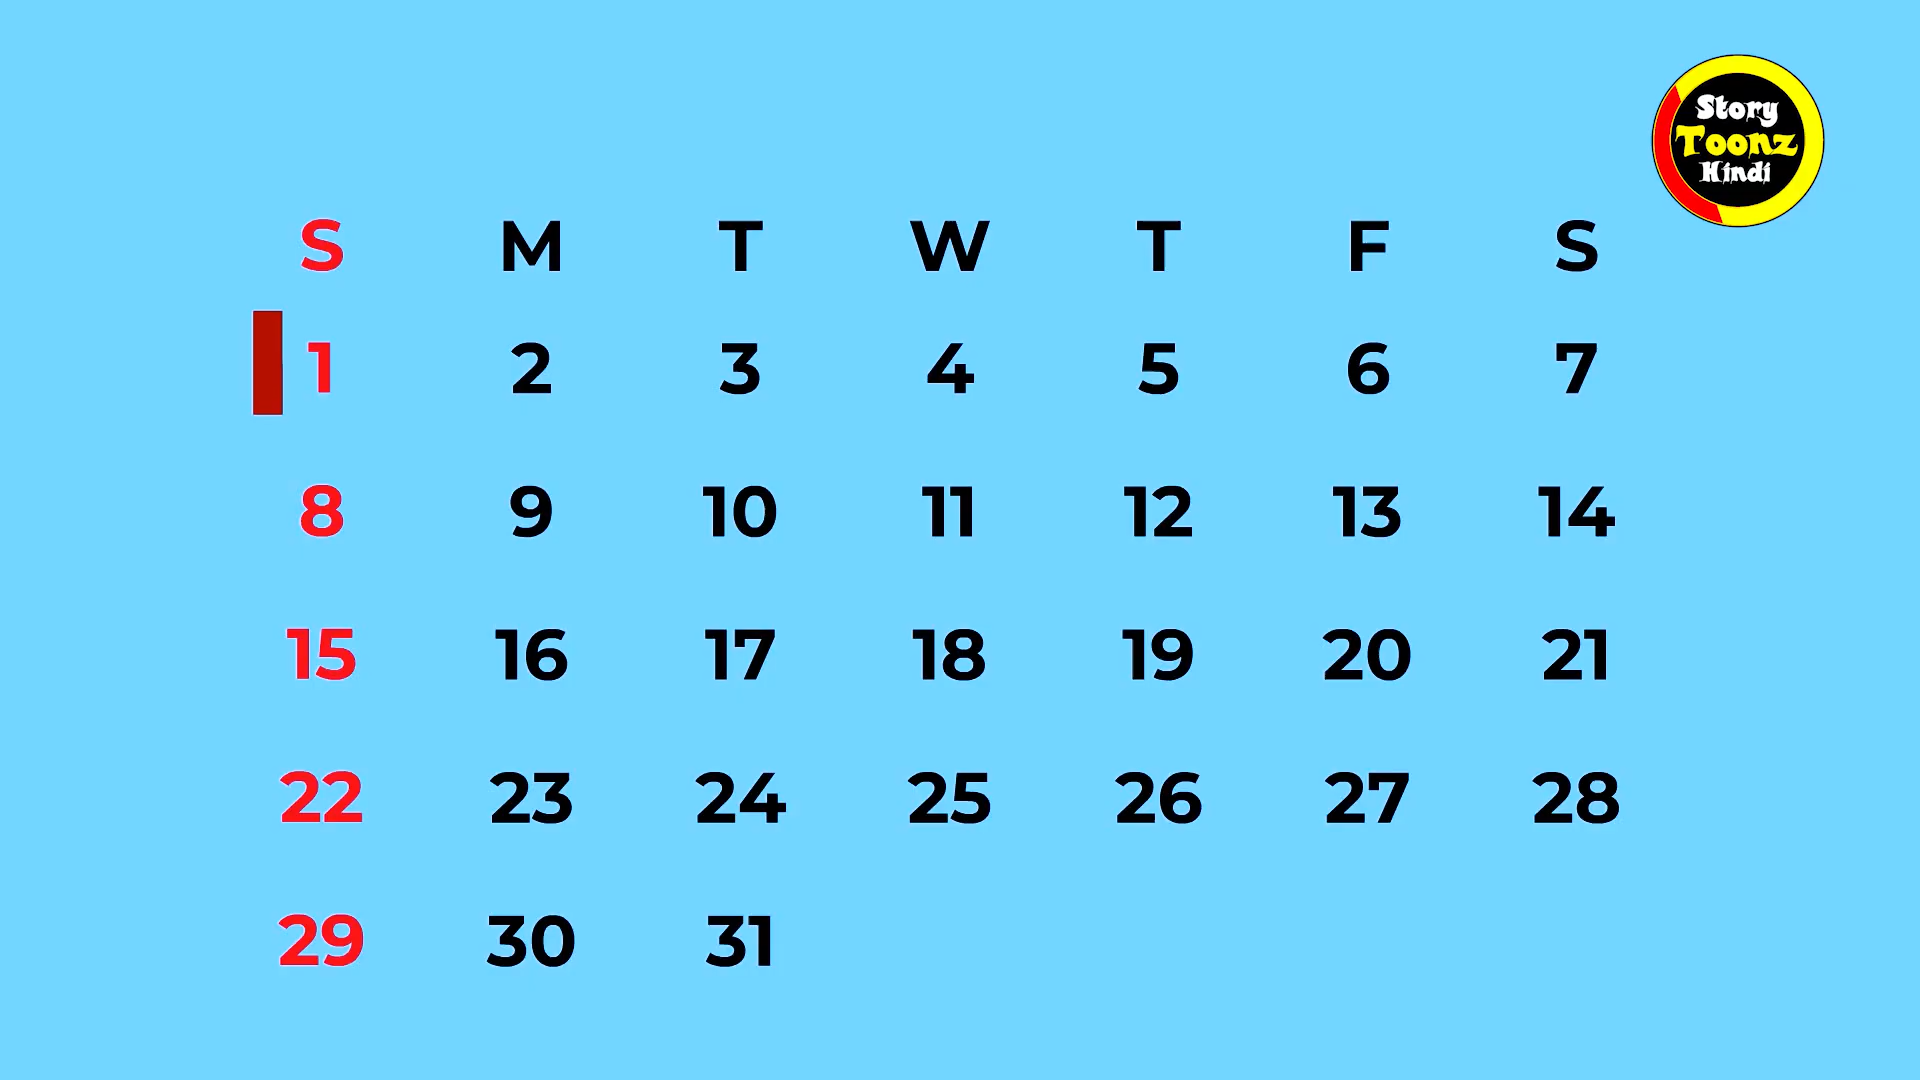 Story
Toonz
Hindi
S M T W T F S
1 2 3 4 5 6 7
8 9 10 11 12 13 14
15 16 17 18 19 20 21
22 23 24 25 26 27 28
29 30 31